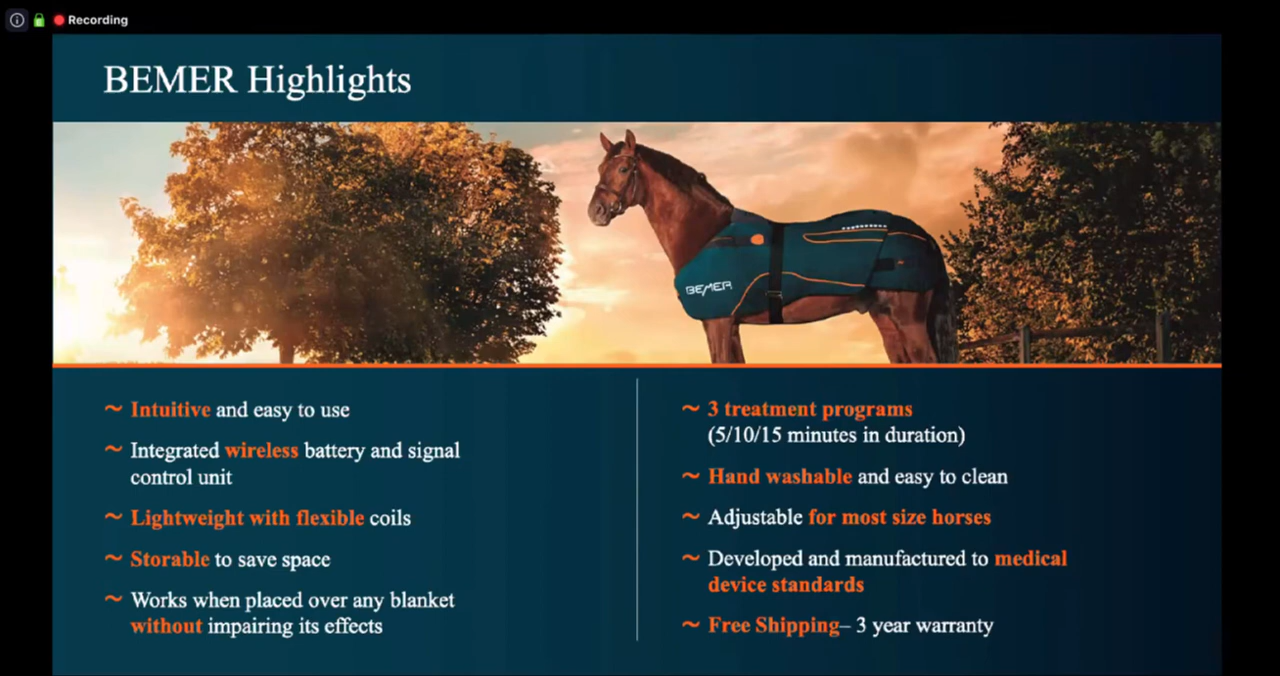 Recording
BEMER Highlights
BEMER
~ Intuitive and easy to use
~ Integrated wireless battery and signal
control unit
~ Lightweight with flexible coils
~ Storable to save space
~ Works when placed over any blanket
without impairing its effects
~ 3 treatment programs
(5/10/15 minutes in duration)
~ Hand washable and easy to clean
~ Adjustable for most size horses
~ Developed and manufactured to medical
device standards
~ Free Shipping– 3 year warranty